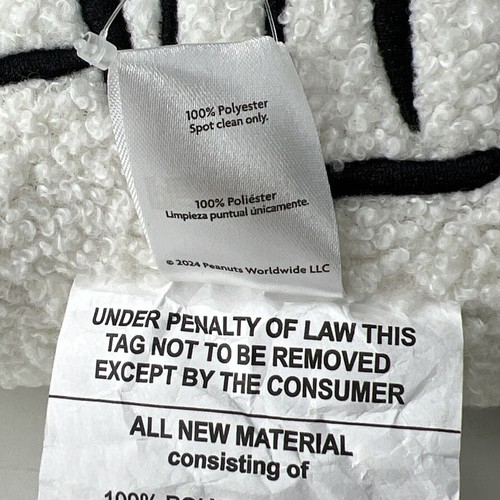 100% Polyester
Spot clean only.
100% Poliéster
Limpieza puntual únicamente.
© 2024 Peanuts Worldwide LLC
UNDER PENALTY OF LAW THIS
TAG NOT TO BE REMOVED
EXCEPT BY THE CONSUMER
ALL NEW MATERIAL
consisting of
100%